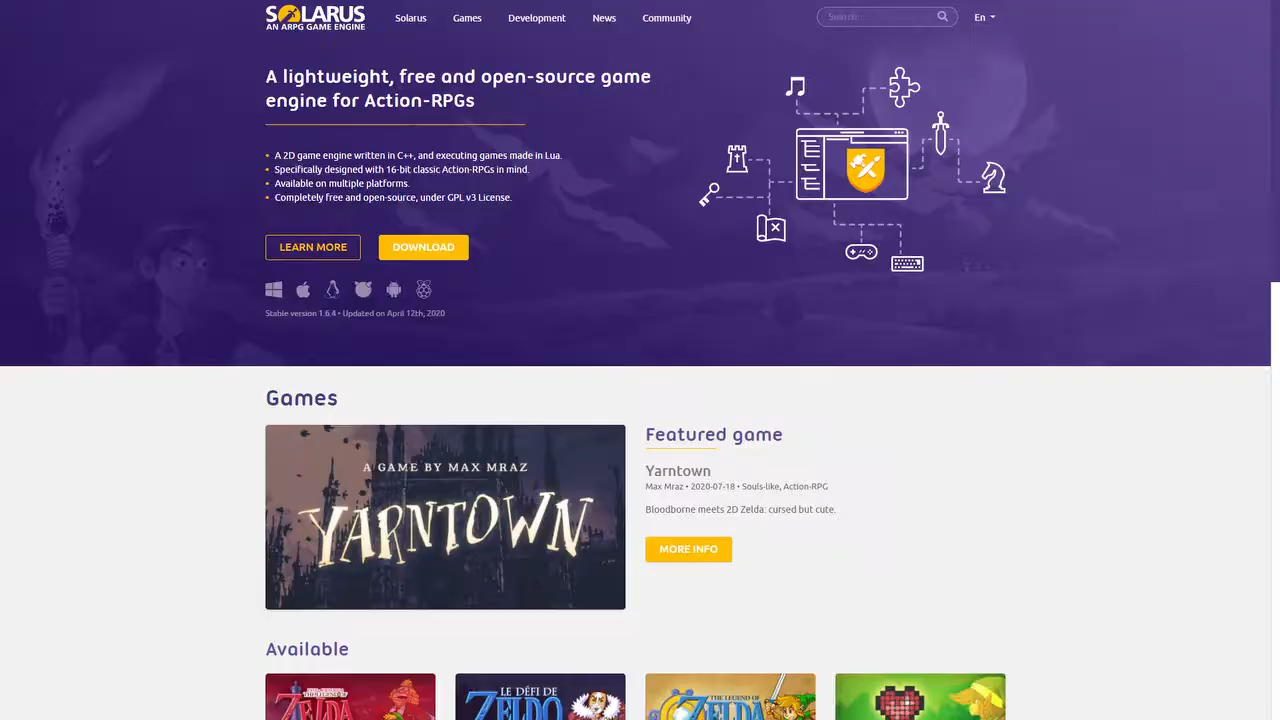 SOLARUS
AN ARPG GAME ENGINE
Solarus Games Development News Community
Search
En
A lightweight, free and open-source game
engine for Action-RPGs
• A 2D game engine written in C++, and executing games made in Lua.
• Specifically designed with 16-bit classic Action-RPGs in mind.
• Available on multiple platforms.
• Completely free and open-source, under GPL v3 License.
LEARN MORE DOWNLOAD
Stable version 1.6.4 • Updated on April 12th, 2020
Games
A GAME BY MAX MRAZ
YARNTOWN
Featured game
Yarntown
Max Mraz • 2020-07-18 • Souls-like, Action-RPG
Bloodborne meets 2D Zelda: cursed but cute.
MORE INFO
Available
THE LEGEND OF
ZELDA
LE DÉFI DE
ZELDO
THE LEGEND OF
ZELDA